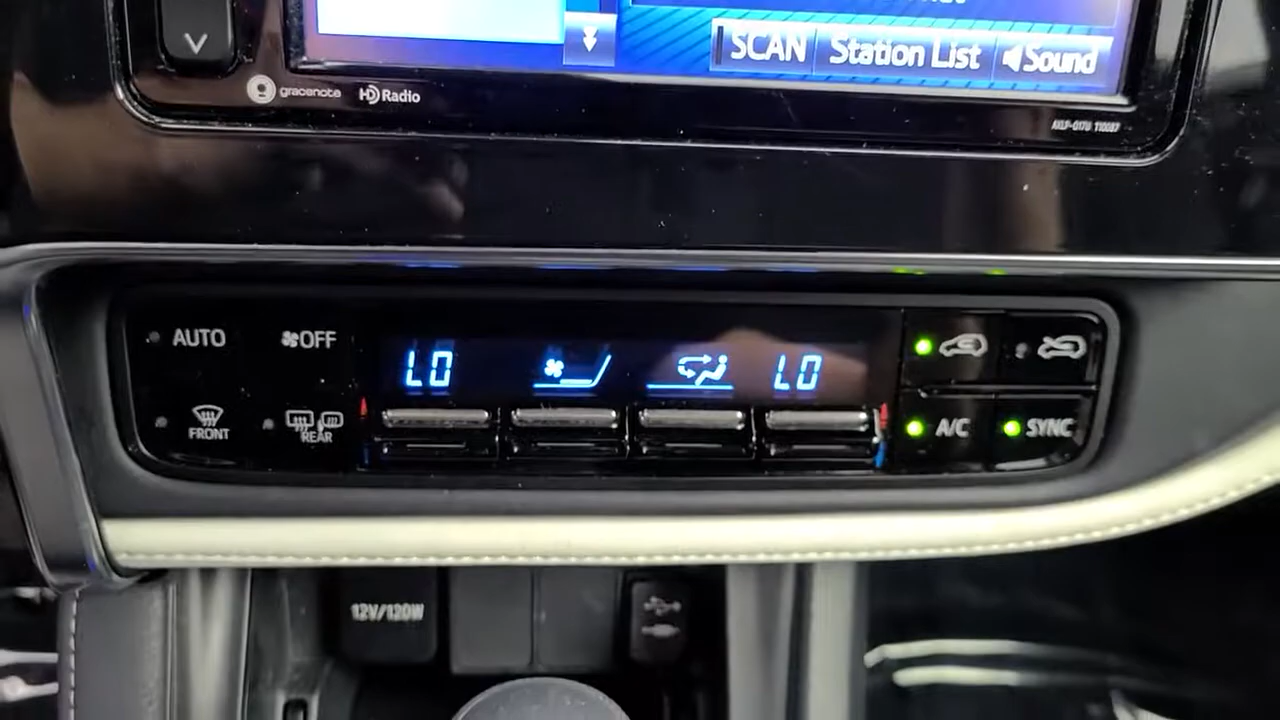 SCAN
Station List
Sound
gracenote
HD Radio
AUTO
OFF
LO
LO
FRONT
REAR
A/C
SYNC
12V/120W